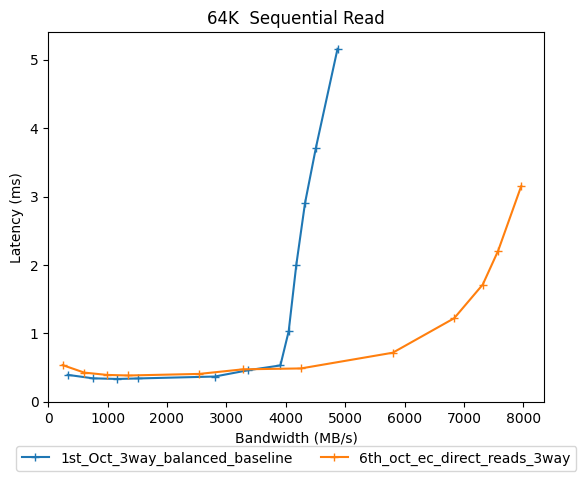 64K  Sequential Read
Latency (ms)
5
4
3
2
1
0
0 1000 2000 3000 4000 5000 6000 7000 8000
Bandwidth (MB/s)
1st_Oct_3way_balanced_baseline 6th_oct_ec_direct_reads_3way